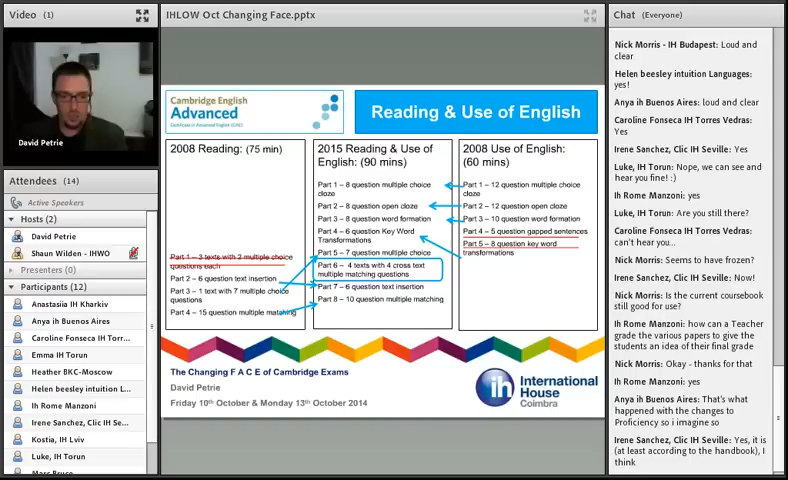 Video (1)
David Petrie
Attendees (14)
Active Speakers
Hosts (2)
David Petrie
Shaun Wilden - IHWO
Presenters (0)
Participants (12)
Anastasia IH Kharkiv
Anya ih Buenos Aires
Caroline Fonseca IH Torr...
Emma IH Torun
Heather BKC-Moscow
Helen beesley intuition L...
Ih Rome Manzoni
Irene Sanchez, Clic IH Se...
Kostia, IH Lviv
Luke, IH Torun
Marc Bruce
IHLOW Oct Changing Face.pptx
Cambridge English
Advanced
Certificate in Advanced English (CAE)
Reading & Use of English
2008 Reading: (75 min)
Part 1 – 3 texts with 2 multiple choice
questions each
Part 2 – 6 question text insertion
Part 3 – 1 text with 7 multiple choice
questions
Part 4 – 15 question multiple matching
2015 Reading & Use of
English: (90 mins)
Part 1 – 8 question multiple choice
cloze
Part 2 – 8 question open cloze
Part 3 – 8 question word formation
Part 4 – 6 question Key Word
Transformations
Part 5 – 7 question multiple choice
Part 6 – 4 texts with 4 cross text
multiple matching questions
Part 7 – 6 question text insertion
Part 8 – 10 question multiple matching
2008 Use of English:
(60 mins)
Part 1 – 12 question multiple choice
cloze
Part 2 – 12 question open cloze
Part 3 – 10 question word formation
Part 4 – 5 question gapped sentences
Part 5 – 8 question key word
transformations
The Changing F A C E of Cambridge Exams
David Petrie
Friday 10th October & Monday 13th October 2014
ih
International
House
Coimbra
Chat (Everyone)
Nick Morris - IH Budapest: Loud and
clear
Helen beesley intuition Languages:
yes!
Anya ih Buenos Aires: loud and clear
Caroline Fonseca IH Torres Vedras:
Yes
Irene Sanchez, Clic IH Seville: Yes
Luke, IH Torun: Nope, we can see and
hear you fine! :)
Ih Rome Manzoni: yes
Luke, IH Torun: Are you still there?
Caroline Fonseca IH Torres Vedras:
can't hear you...
Nick Morris: Seems to have frozen?
Irene Sanchez, Clic IH Seville: Now!
Nick Morris: Is the current coursebook
still good for use?
Ih Rome Manzoni: how can a Teacher
grade the various papers to give the
students an idea of their final grade
Nick Morris: Okay - thanks for that
Ih Rome Manzoni: yes
Anya ih Buenos Aires: That's what
happened with the changes to
Proficiency so i imagine so
Irene Sanchez, Clic IH Seville: Yes, it is
(at least according to the handbook), I
think